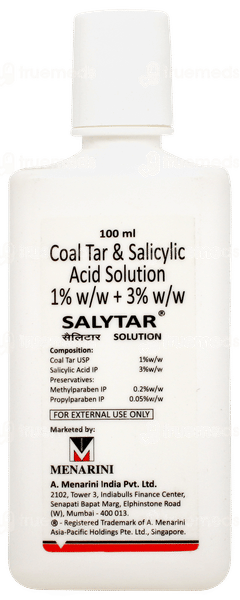 100 ml
Coal Tar & Salicylic
Acid Solution
1% w/w + 3% w/w
SALYTAR®
सैलिटार SOLUTION
Composition:
Coal Tar USP 1%w/w
Salicylic Acid IP 3%w/w
Preservatives:
Methylparaben IP 0.2%w/w
Propylparaben IP 0.05%w/w
FOR EXTERNAL USE ONLY
Marketed by:
MENARINI
A. Menarini India Pvt. Ltd.
2102, Tower 3, Indiabulls Finance Center,
Senapati Bapat Marg, Elphinstone Road
(W), Mumbai - 400 013.
® - Registered Trademark of A. Menarini
Asia-Pacific Holdings Pte. Ltd., Singapore.